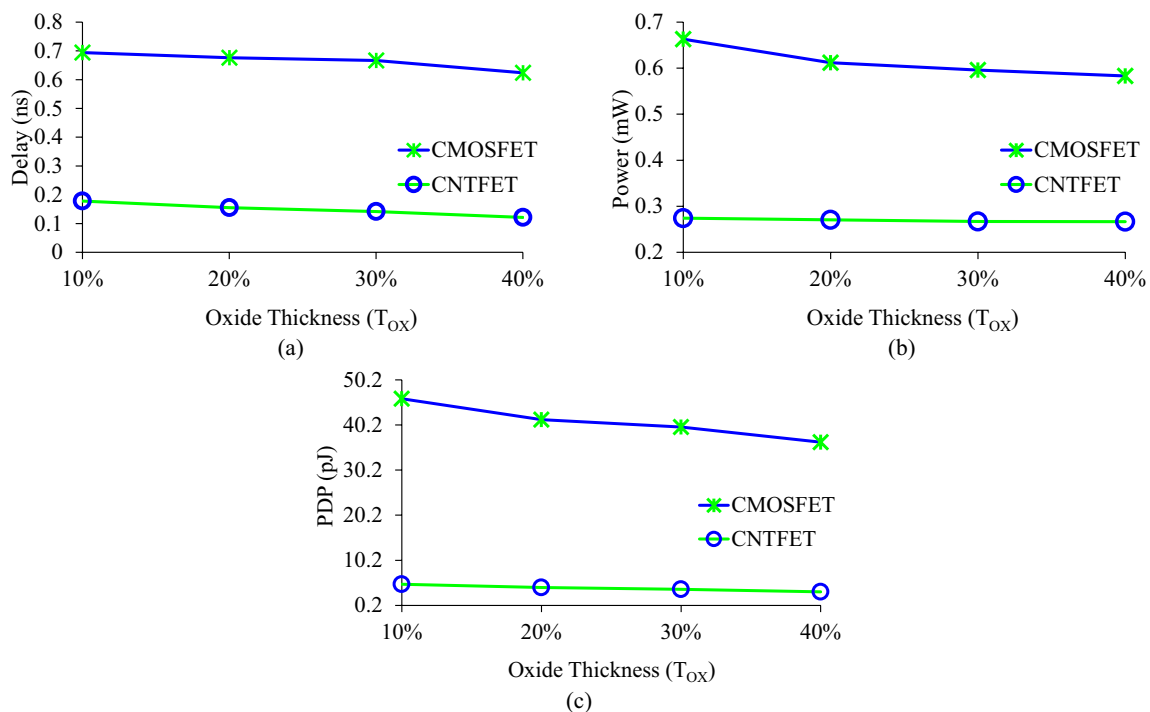 0.8
0.7
0.6
0.5
0.4
0.3
0.2
0.1
0
Delay (ns)
CMOSFET
CNTFET
10% 20% 30% 40%
Oxide Thickness (TOX)
(a)
0.7
0.6
0.5
0.4
0.3
0.2
Power (mW)
CMOSFET
CNTFET
10% 20% 30% 40%
Oxide Thickness (TOX)
(b)
50.2
40.2
30.2
20.2
10.2
0.2
PDP (pJ)
CMOSFET
CNTFET
10% 20% 30% 40%
Oxide Thickness (TOX)
(c)